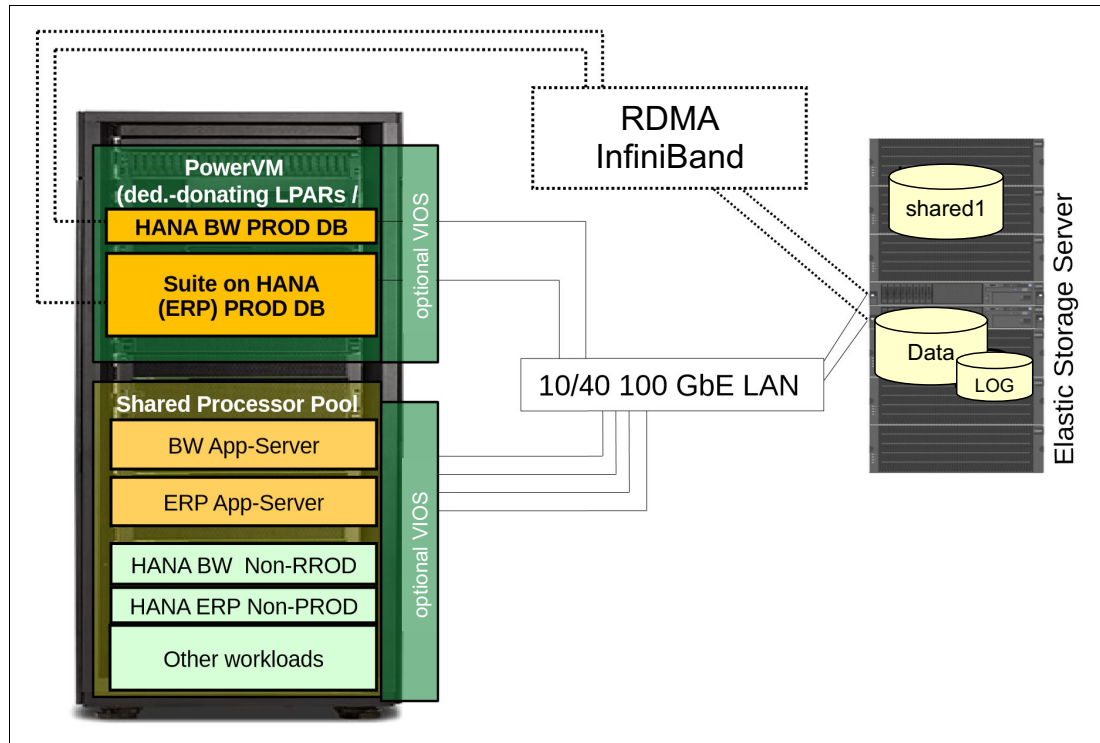 RDMA
InfiniBand
PowerVM
(ded.-donating LPARs /
HANA BW PROD DB
Suite on HANA
(ERP) PROD DB
optional VIOS
shared1
Data
LOG
Elastic Storage Server
10/40 100 GbE LAN
Shared Processor Pool
BW App-Server
ERP App-Server
HANA BW Non-RROD
HANA ERP Non-PROD
Other workloads
optional VIOS